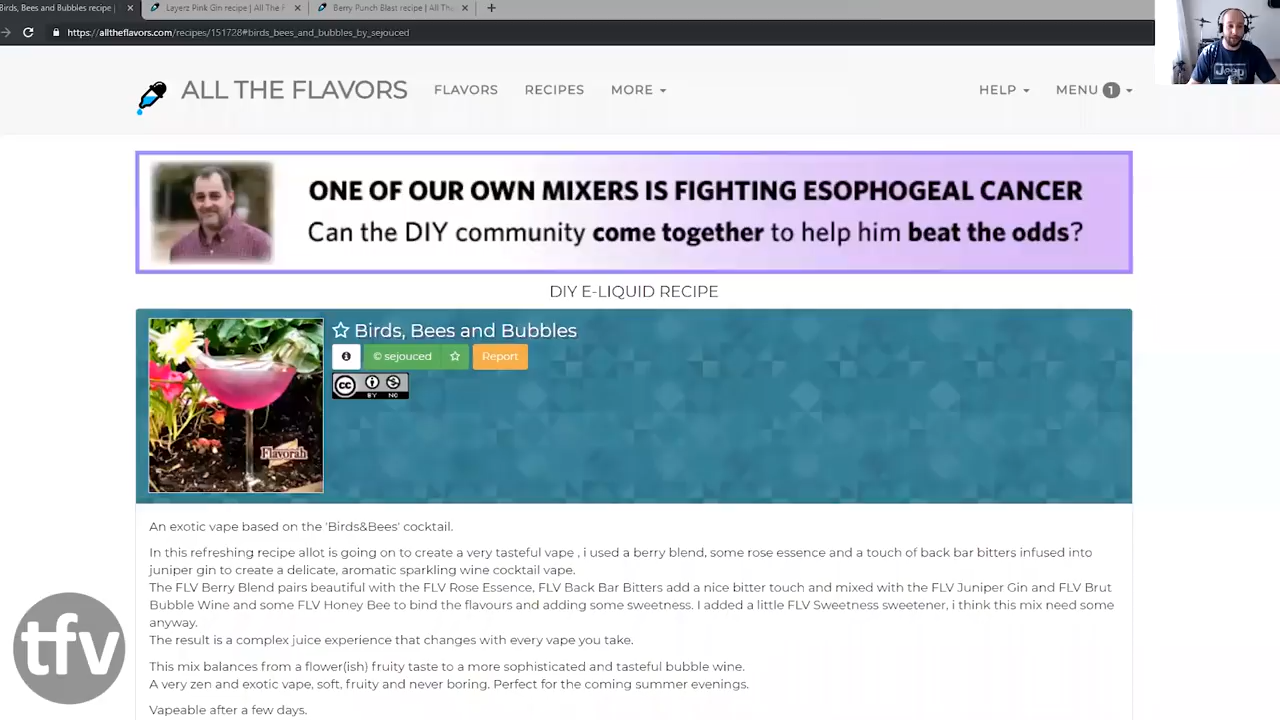 Birds, Bees and Bubbles recipe |
Layerz Pink Gin recipe | All The F
Berry Punch Blast recipe | All The
https://alltheflavors.com/recipes/151728#birds_bees_and_bubbles_by_sejouced
ALL THE FLAVORS
FLAVORS
RECIPES
MORE
HELP
MENU 1
Jeep
ONE OF OUR OWN MIXERS IS FIGHTING ESOPHOGEAL CANCER
Can the DIY community come together to help him beat the odds?
DIY E-LIQUID RECIPE
Birds, Bees and Bubbles
© sejouced
Report
cc
BY NC
Flavorah
An exotic vape based on the 'Birds&Bees' cocktail.
In this refreshing recipe allot is going on to create a very tasteful vape , i used a berry blend, some rose essence and a touch of back bar bitters infused into
juniper gin to create a delicate, aromatic sparkling wine cocktail vape.
The FLV Berry Blend pairs beautiful with the FLV Rose Essence, FLV Back Bar Bitters add a nice bitter touch and mixed with the FLV Juniper Gin and FLV Brut
Bubble Wine and some FLV Honey Bee to bind the flavours and adding some sweetness. I added a little FLV Sweetness sweetener, i think this mix need some
anyway.
The result is a complex juice experience that changes with every vape you take.
This mix balances from a flower(ish) fruity taste to a more sophisticated and tasteful bubble wine.
A very zen and exotic vape, soft, fruity and never boring. Perfect for the coming summer evenings.
Vapeable after a few days.
tfv